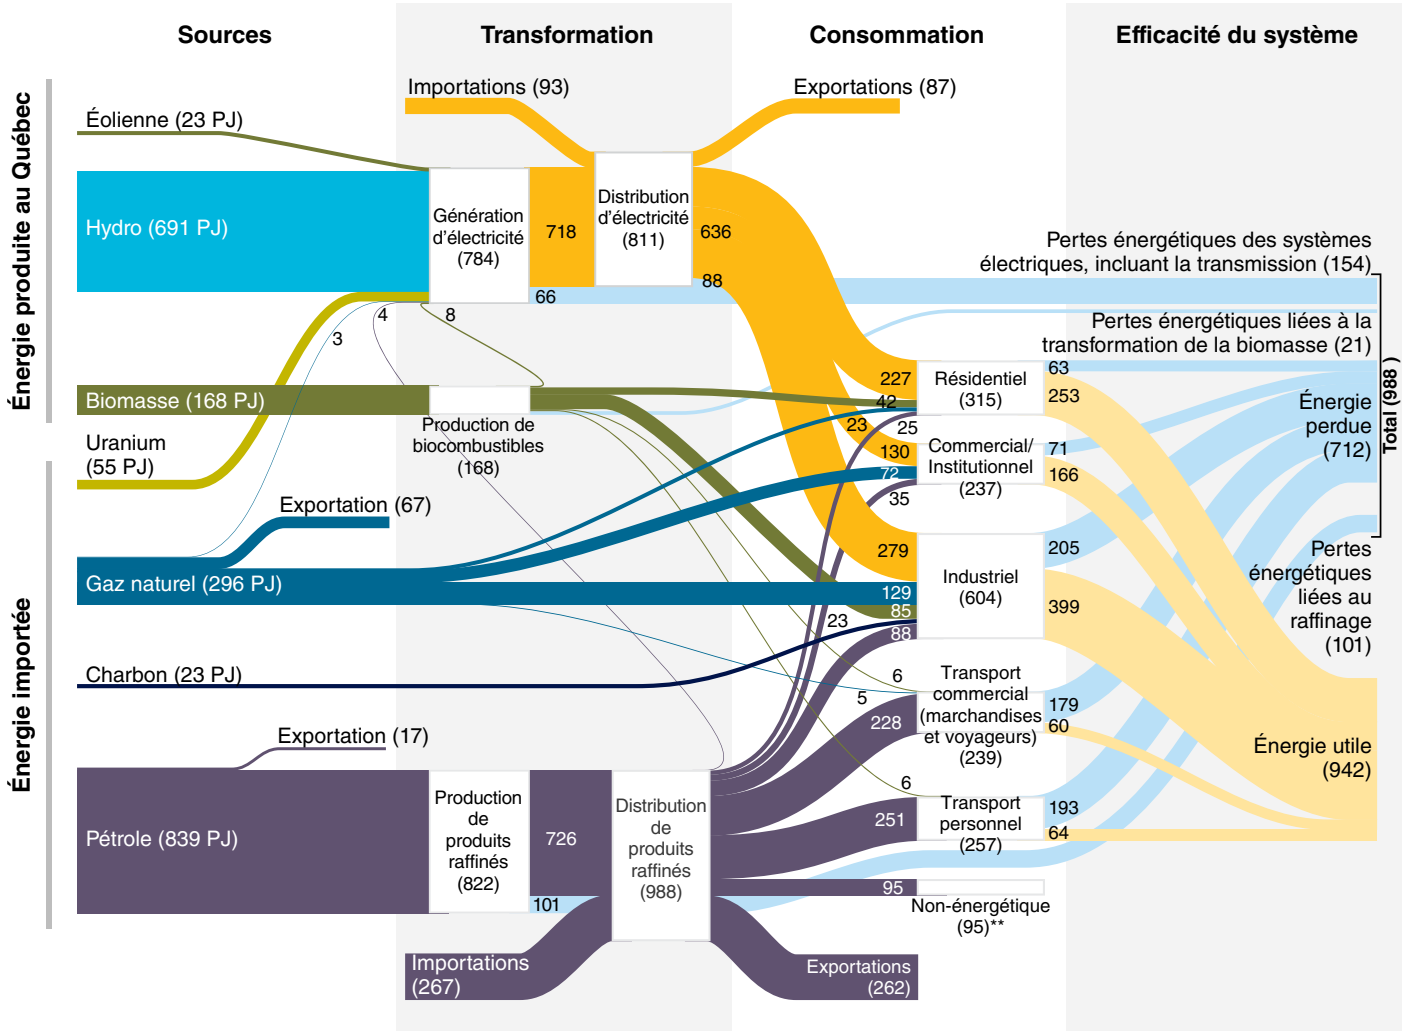 Sources
Transformation
Consommation
Efficacité du système
Énergie produite au Québec
Énergie importée
Éolienne (23 PJ)
Hydro (691 PJ)
Biomasse (168 PJ)
Uranium
(55 PJ)
Exportation (67)
Gaz naturel (296 PJ)
Charbon (23 PJ)
Exportation (17)
Pétrole (839 PJ)
Importations (93)
Génération
d’électricité
(784)
718
66
3
4
8
Distribution
d’électricité
(811)
636
88
Production de
biocombustibles
(168)
Production
de
produits
raffinés
(822)
726
101
Importations
(267)
Distribution
de
produits
raffinés
(988)
Exportations (87)
227
42
23
25
Résidentiel
(315)
63
253
130
72
35
Commercial/
Institutionnel
(237)
71
166
279
129
85
23
88
Industriel
(604)
205
399
6
5
228
Transport
commercial
(marchandises
et voyageurs)
(239)
179
60
6
251
Transport
personnel
(257)
193
64
95
Non-énergétique
(95)**
Exportations
(262)
Pertes énergétiques des systèmes
électriques, incluant la transmission (154)
Pertes énergétiques liées à la
transformation de la biomasse (21)
Énergie
perdue
(712)
Total (988 )
Pertes
énergétiques
liées au
raffinage
(101)
Énergie utile
(942)